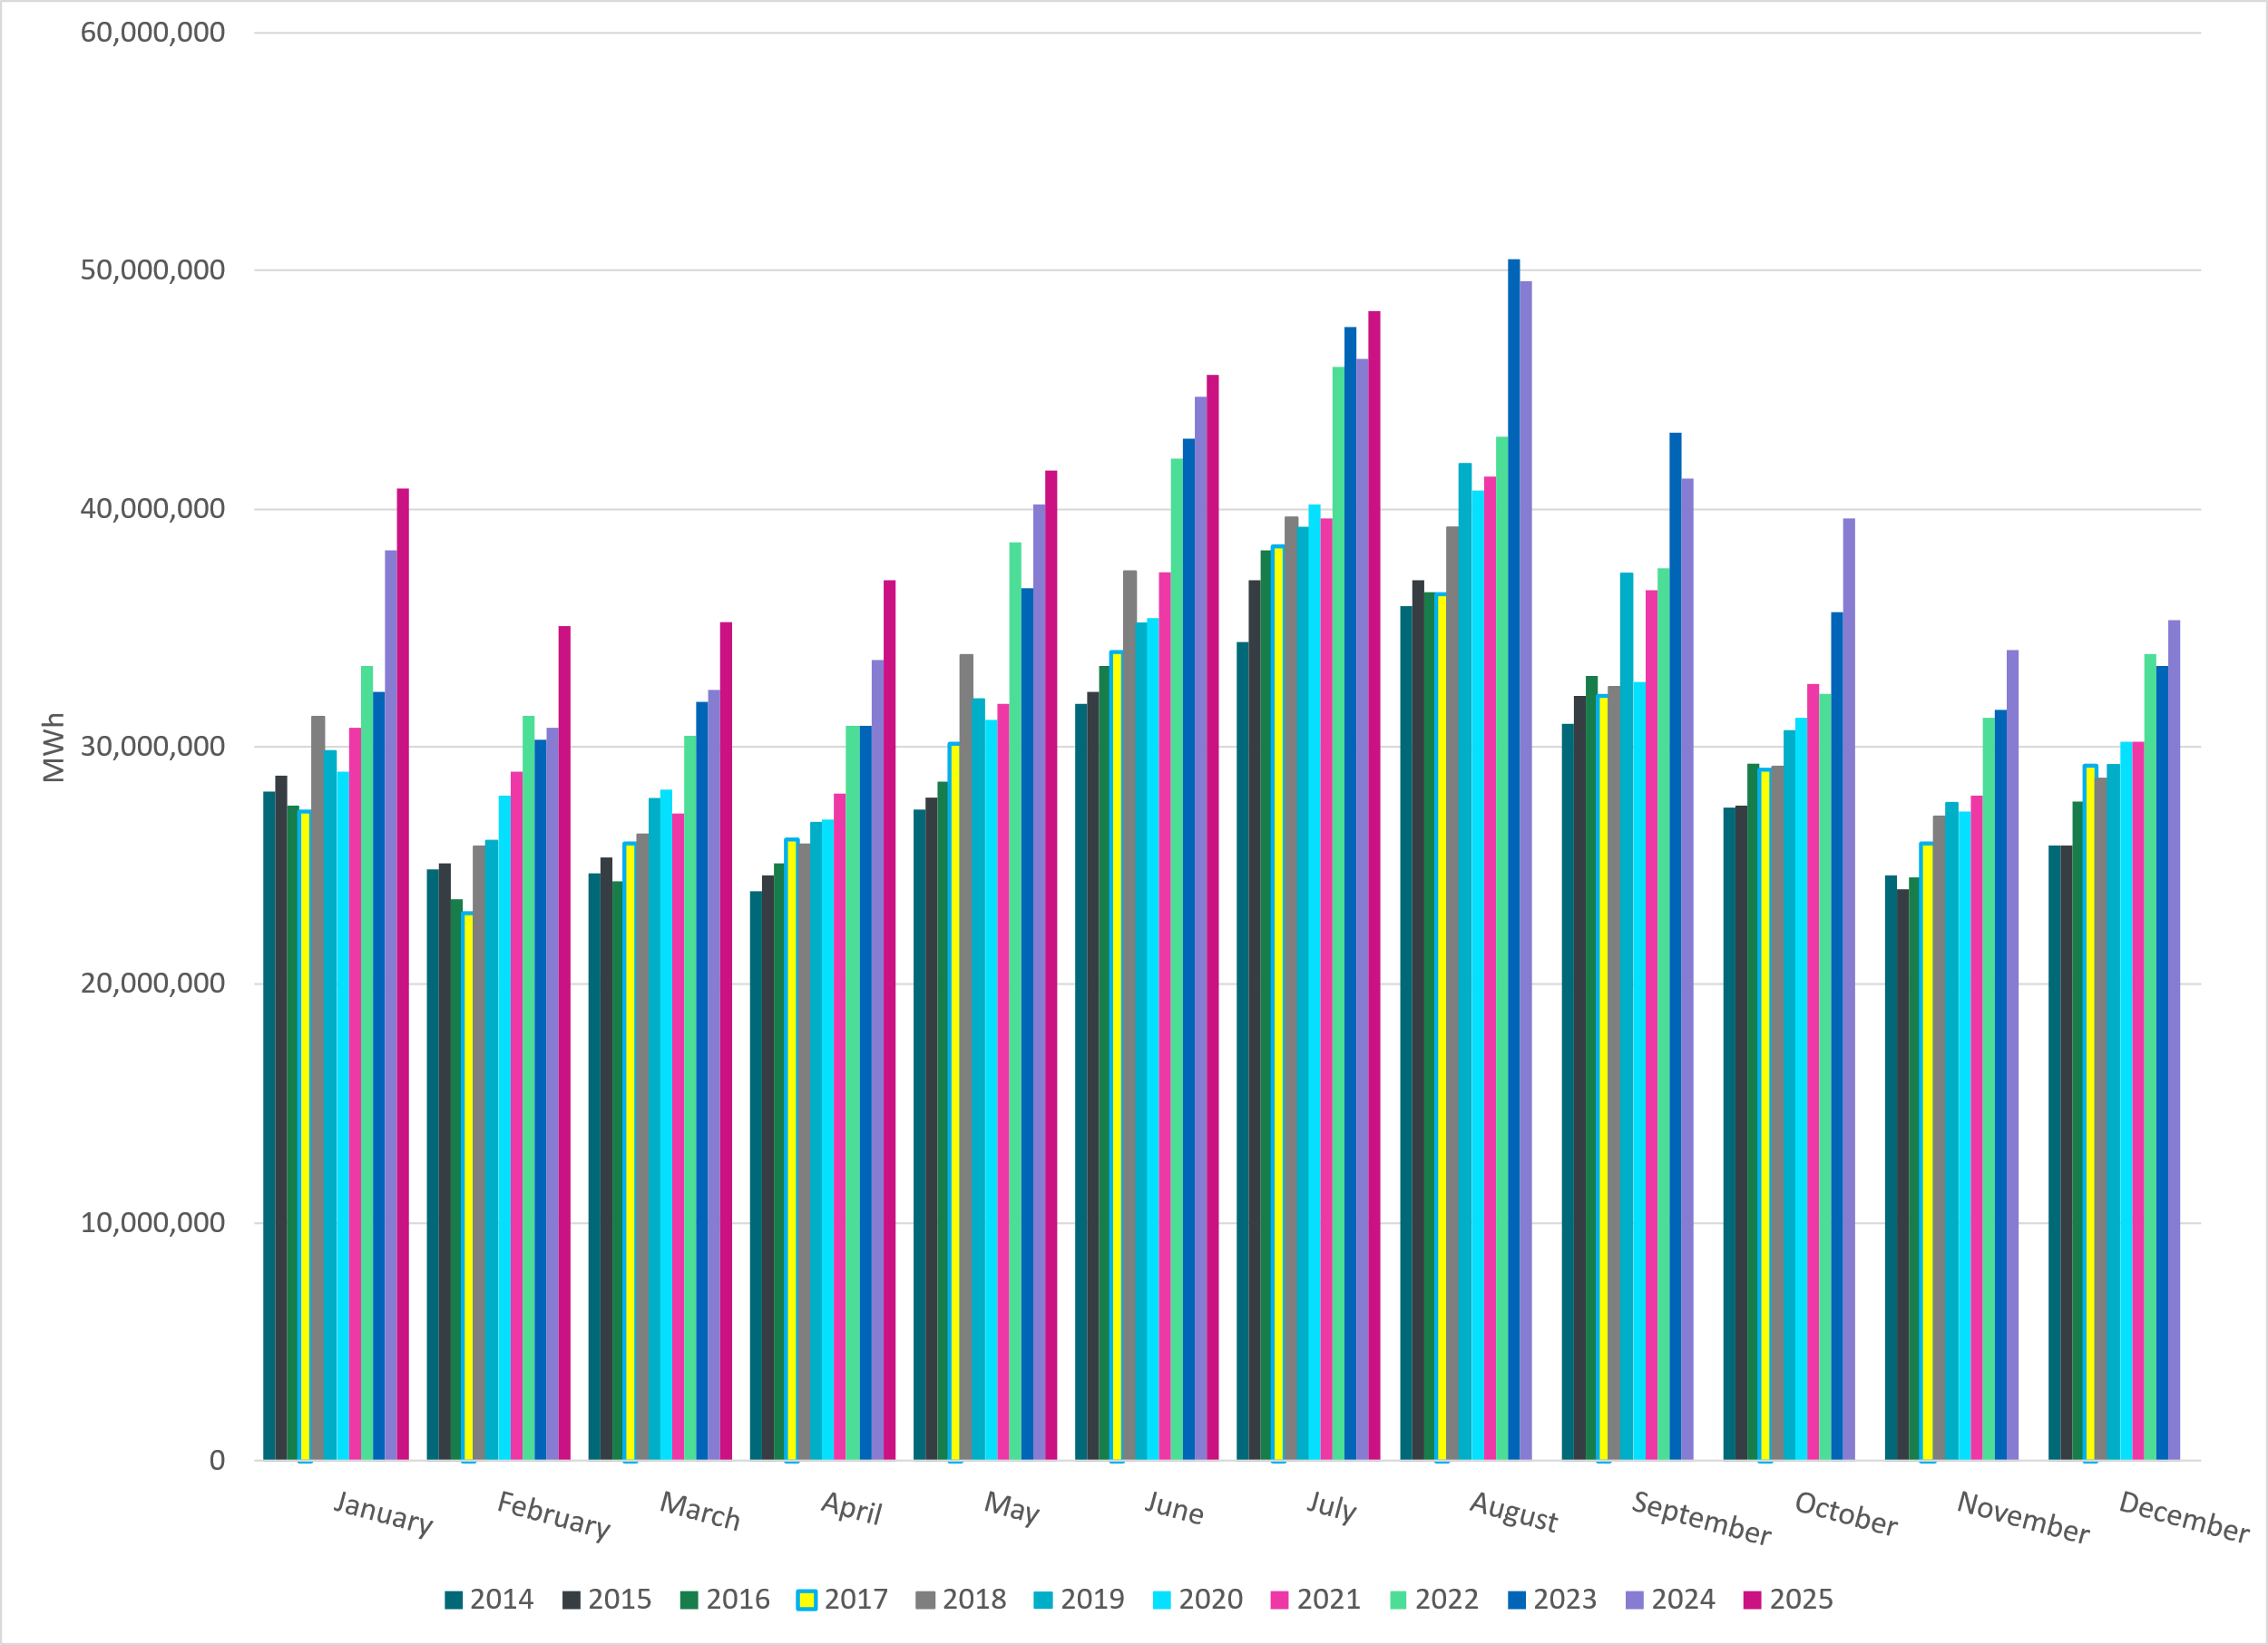 60,000,000
50,000,000
40,000,000
30,000,000
20,000,000
10,000,000
0
MWh
January February March April May June July August September October November December
2014 2015 2016 2017 2018 2019 2020 2021 2022 2023 2024 2025